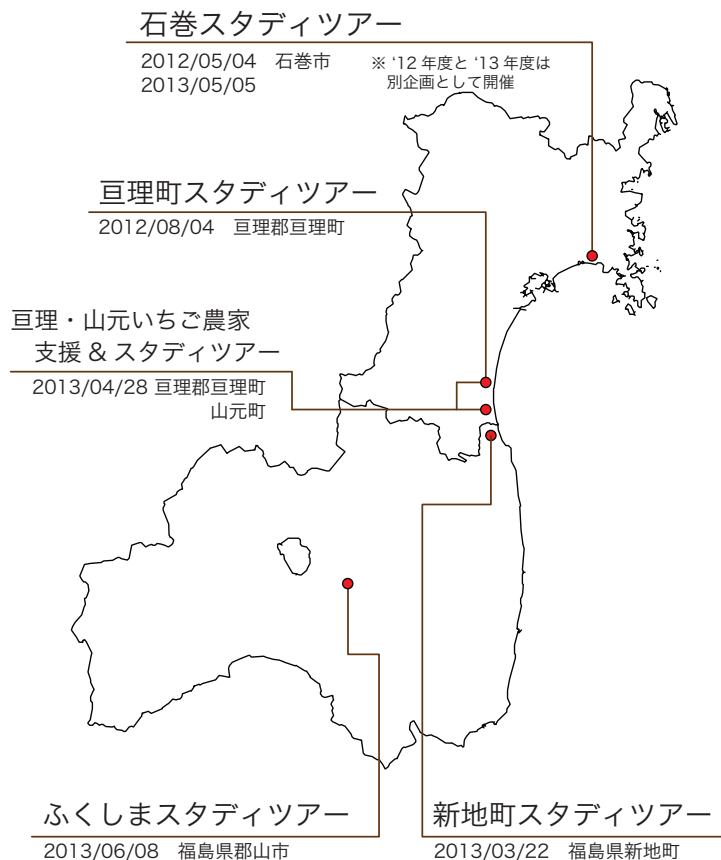 石巻スタディツアー
2012/05/04 石巻市
2013/05/05
※ ‘12 年度と ‘13 年度は
別企画として開催
亘理町スタディツアー
2012/08/04 亘理郡亘理町
亘理・山元いちご農家
支援 & スタディツアー
2013/04/28 亘理郡亘理町
山元町
ふくしまスタディツアー
2013/06/08 福島県郡山市
新地町スタディツアー
2013/03/22 福島県新地町